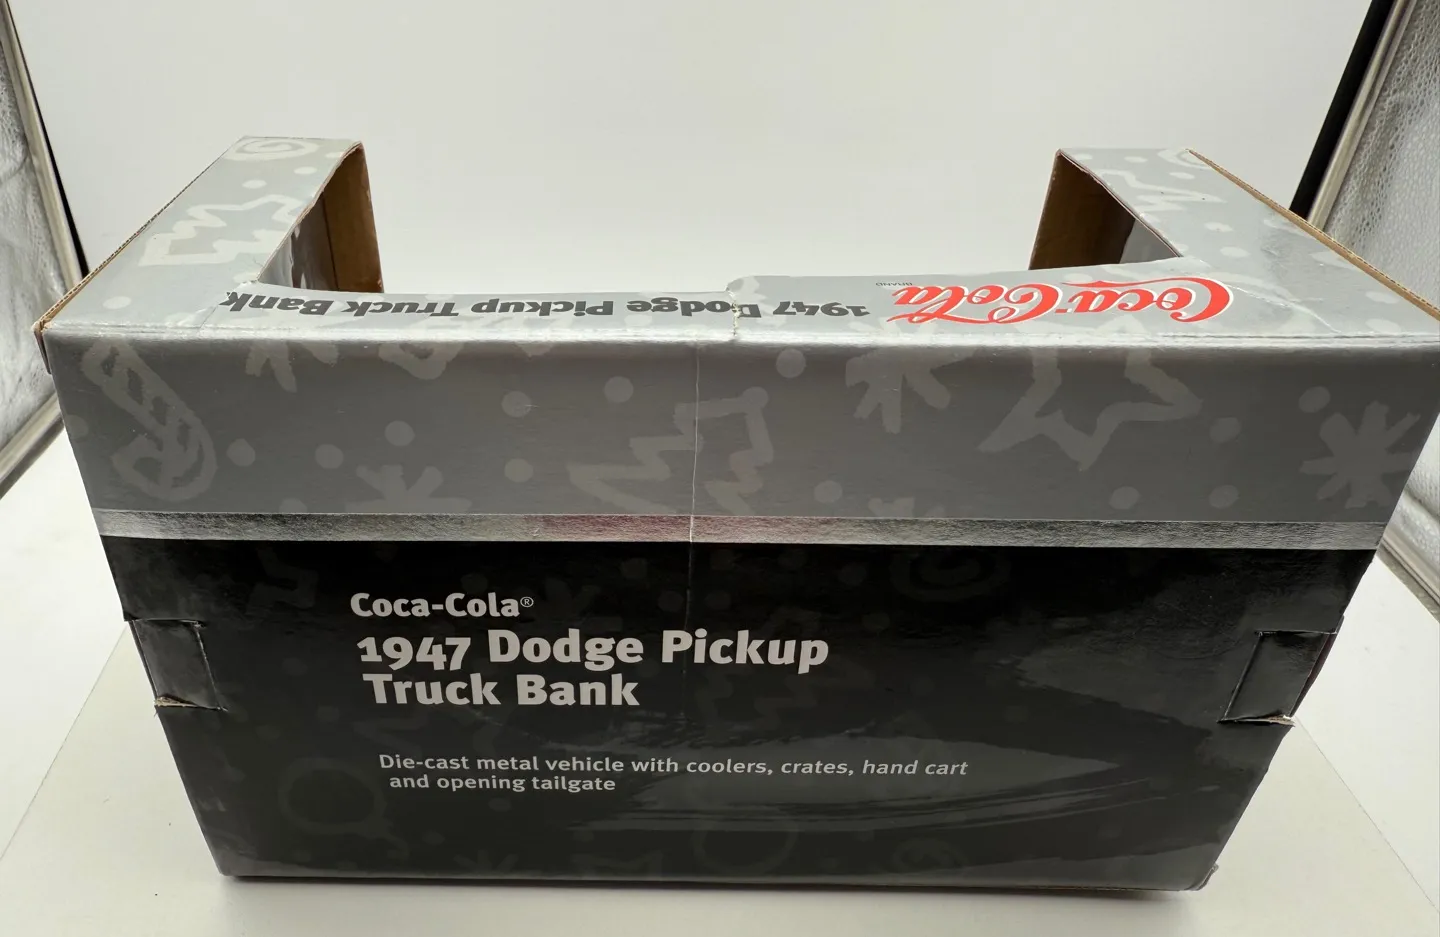 1947 Dodge Pickup Truck Bank
Coca-Cola
BRAND
Coca-Cola®
1947 Dodge Pickup
Truck Bank
Die-cast metal vehicle with coolers, crates, hand cart
and opening tailgate